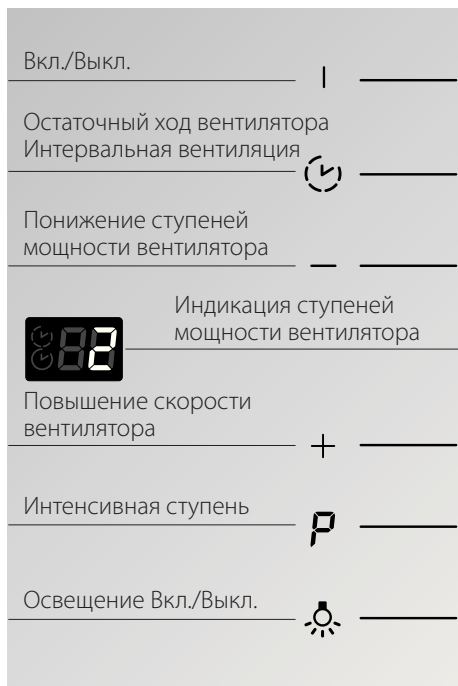 Вкл./Выкл.
I
Остаточный ход вентилятора
Интервальная вентиляция
Понижение ступеней
мощности вентилятора
−
Индикация ступеней
мощности вентилятора
2
Повышение скорости
вентилятора
+
Интенсивная ступень
P
Освещение Вкл./Выкл.